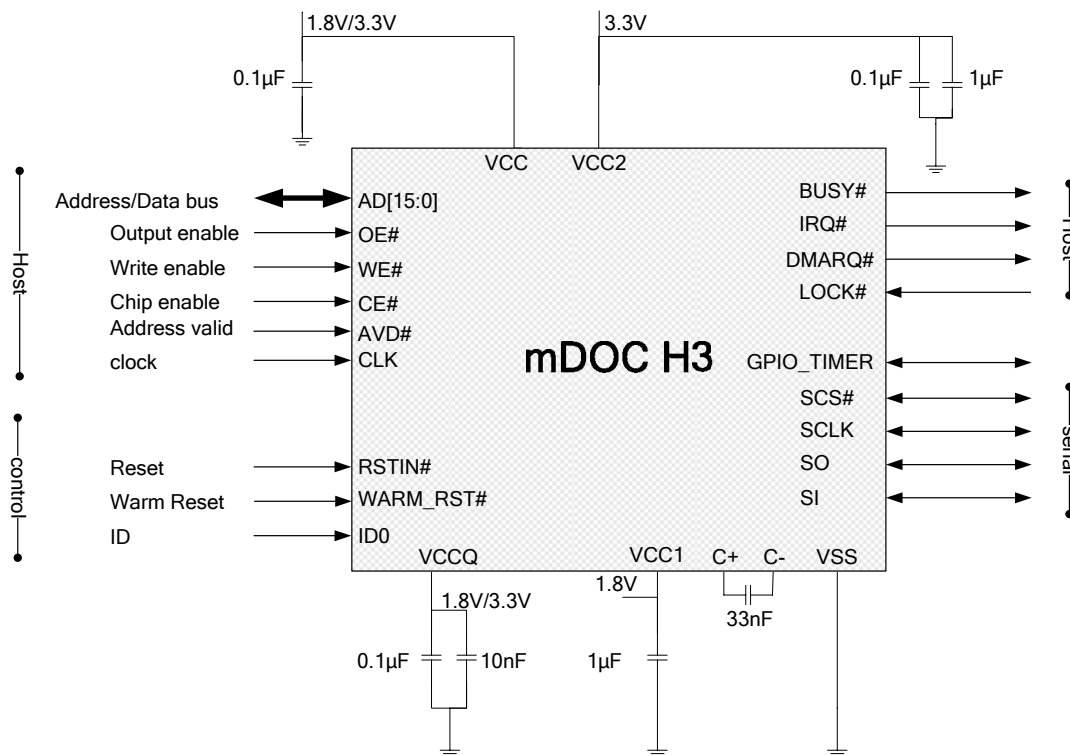 1.8V/3.3V
3.3V
0.1µF
0.1µF
1µF
VCC
VCC2
Host
Address/Data bus
AD[15:0]
Output enable
OE#
Write enable
WE#
Chip enable
CE#
Address valid
AVD#
clock
CLK
mDOC H3
BUSY#
IRQ#
DMARQ#
LOCK#
Host
GPIO_TIMER
SCS#
SCLK
SO
SI
serial
control
Reset
RSTIN#
Warm Reset
WARM_RST#
ID
ID0
VCCQ
VCC1
C+
C-
VSS
1.8V/3.3V
1.8V
33nF
0.1µF
10nF
1µF